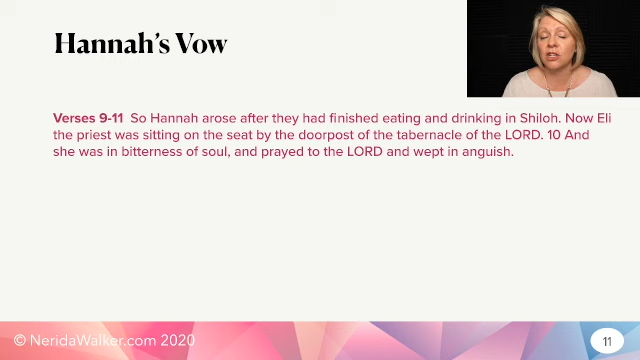 Hannah's Vow
Verses 9-11 So Hannah arose after they had finished eating and drinking in Shiloh. Now Eli
the priest was sitting on the seat by the doorpost of the tabernacle of the LORD. 10 And
she was in bitterness of soul, and prayed to the LORD and wept in anguish.
© NeridaWalker.com 2020
11